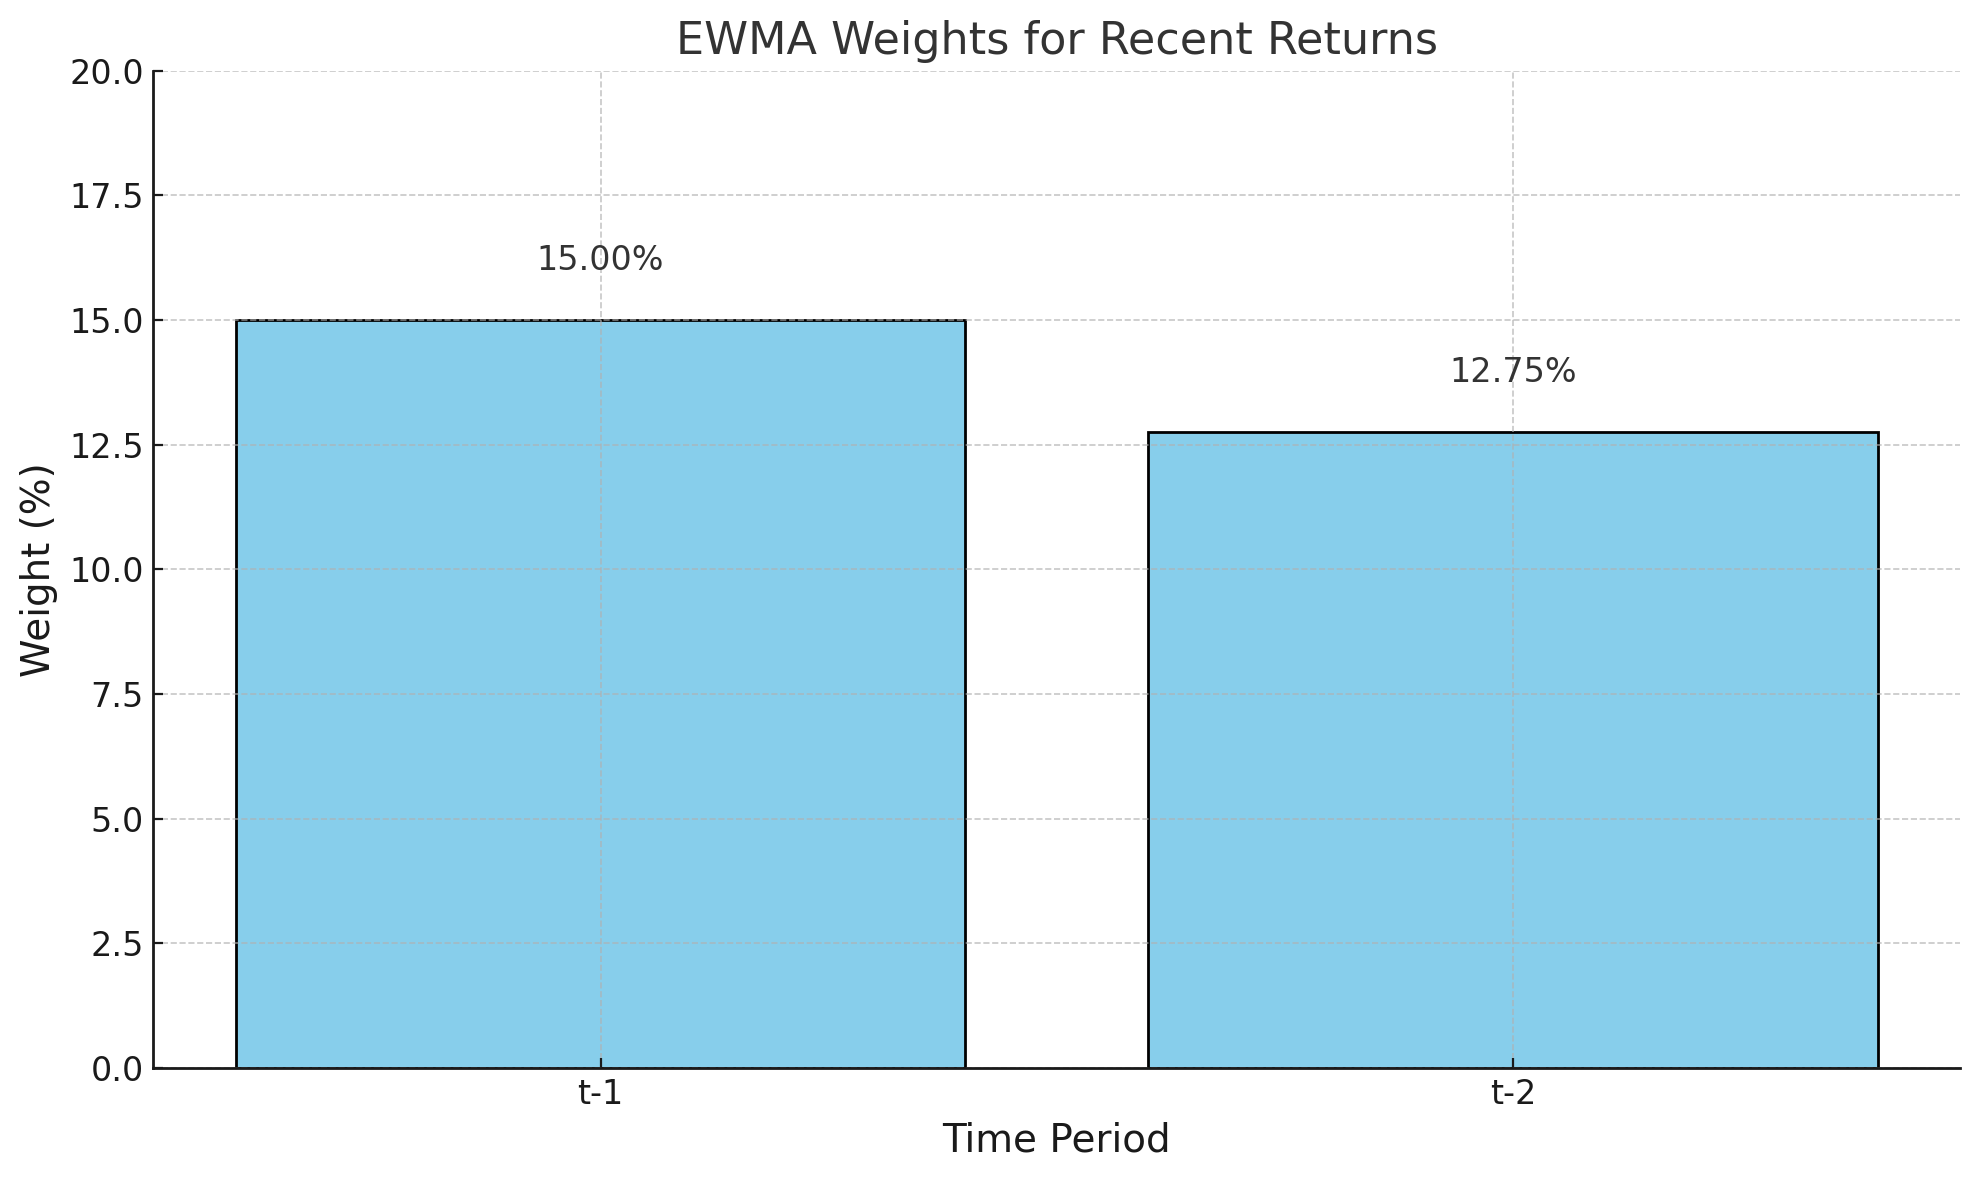 EWMA Weights for Recent Returns
20.0
17.5
15.0
12.5
10.0
7.5
5.0
2.5
0.0
Weight (%)
15.00%
12.75%
t-1
t-2
Time Period